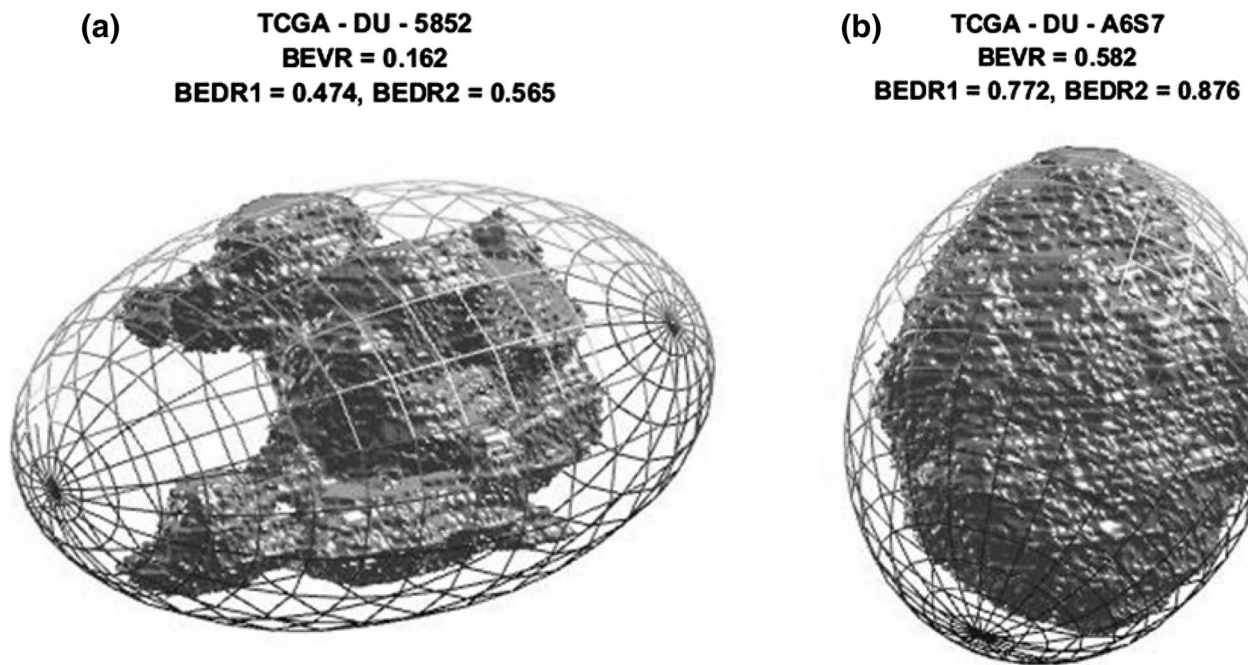 (a)
TCGA - DU - 5852
BEVR = 0.162
BEDR1 = 0.474, BEDR2 = 0.565
(b)
TCGA - DU - A6S7
BEVR = 0.582
BEDR1 = 0.772, BEDR2 = 0.876